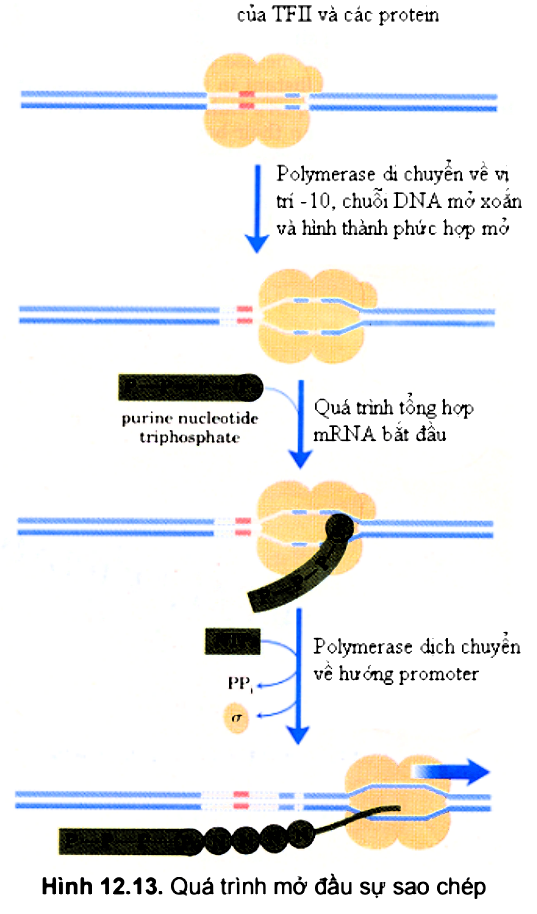 của TFII và các protein
Polymerase di chuyển về vị
trí -10, chuỗi DNA mở xoắn
và hình thành phức hợp mở
purine nucleotide
triphosphate
Quá trình tổng hợp
mRNA bắt đầu
Polymerase dịch chuyển
về hướng promoter
PPi
σ
Hình 12.13. Quá trình mở đầu sự sao chép